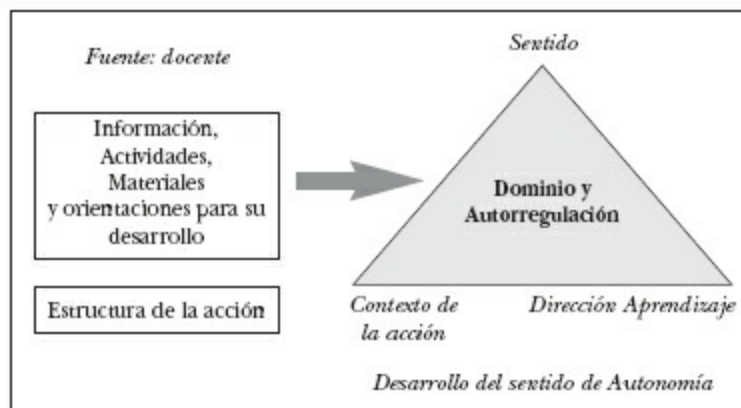 Fuente: docente
Información,
Actividades,
Materiales
y orientaciones para su
desarrollo
Estructura de la acción
Sentido
Dominio y
Autorregulación
Contexto de
la acción
Dirección Aprendizaje
Desarrollo del sentido de Autonomía